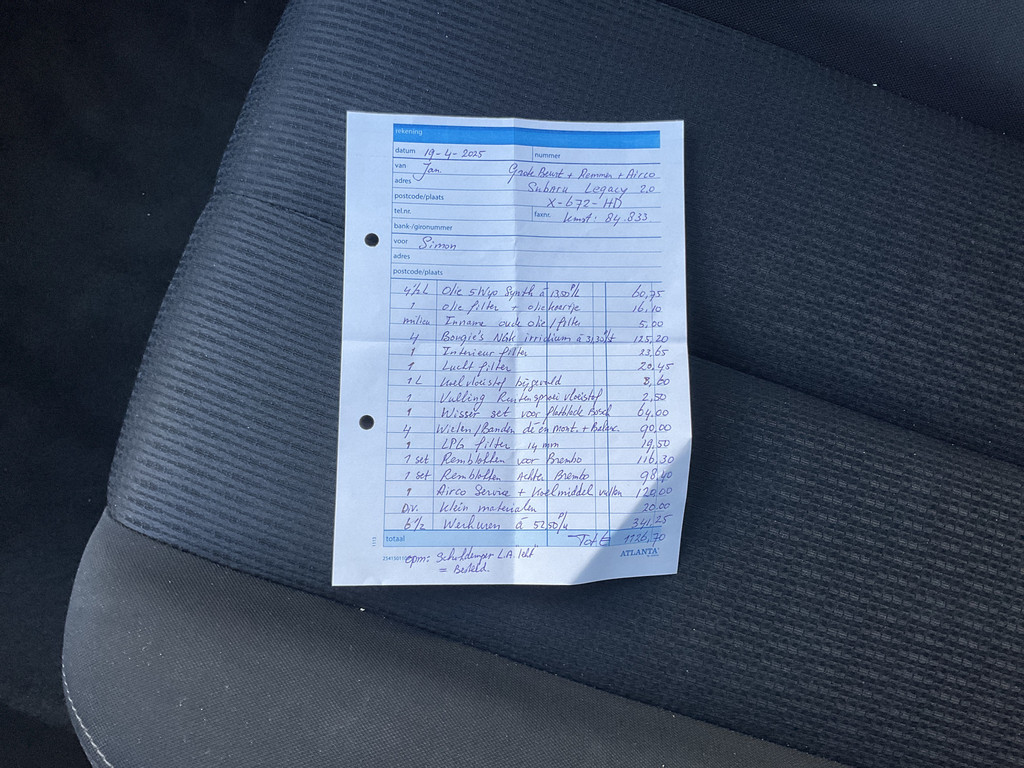 rekening
datum 19-4-2025 nummer
van Jan. Grote Beurt + Remmen + Airco
adres Subaru Legacy 2.0
postcode/plaats X-672-HD
tel.nr. faxnr. kmst: 84.833
bank-/gironummer
voor Simon
adres
postcode/plaats
4½ L Olie 5W40 Synth à 13,50 p/L 60,75
1 olie filter + olie 16,10
milieu Inname oude olie/filter 5,00
4 Bougie's NGK irridium à 31,30 p/st 125,20
1 Interieur filter 23,65
1 Lucht filter 20,45
1 L Koelvloeistof bijgevuld 8,60
1 Vulling Ruitensproei vloeistof 2,50
1 Wisser set voor flatblade Bosch 64,00
4 Wielen/Banden de en mont. + Balanc. 90,00
1 LPG filter 14 mm 19,50
1 set Remblokken voor Brembo 116,30
1 set Remblokken Achter Brembo 98,40
1 Airco Service + Koelmiddel vullen 120,00
Div. Klein materialen 20,00
6½ Werkuren à 52,50 p/u 341,25
totaal Tot € 1126,70
ATLANTA
opm: Schokdemper L.A. lekt
= Besteld.